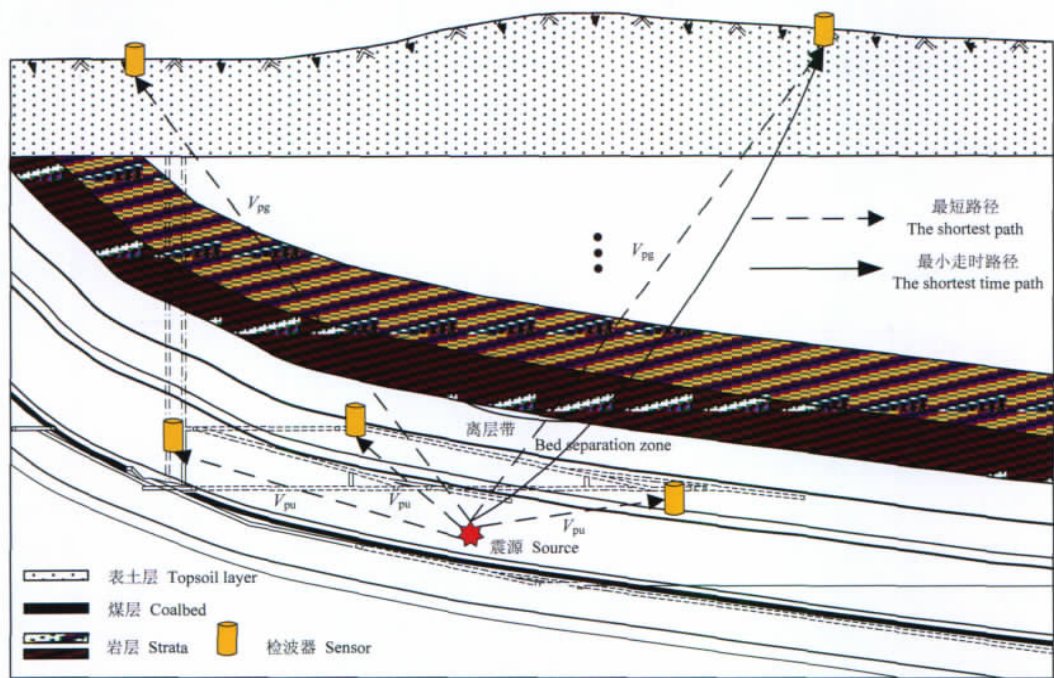 V_pg
V_pg
最短路径
The shortest path
最小走时路径
The shortest time path
离层带
Bed separation zone
V_pu
V_pu
V_pu
震源 Source
表土层 Topsoil layer
煤层 Coalbed
岩层 Strata
检波器 Sensor